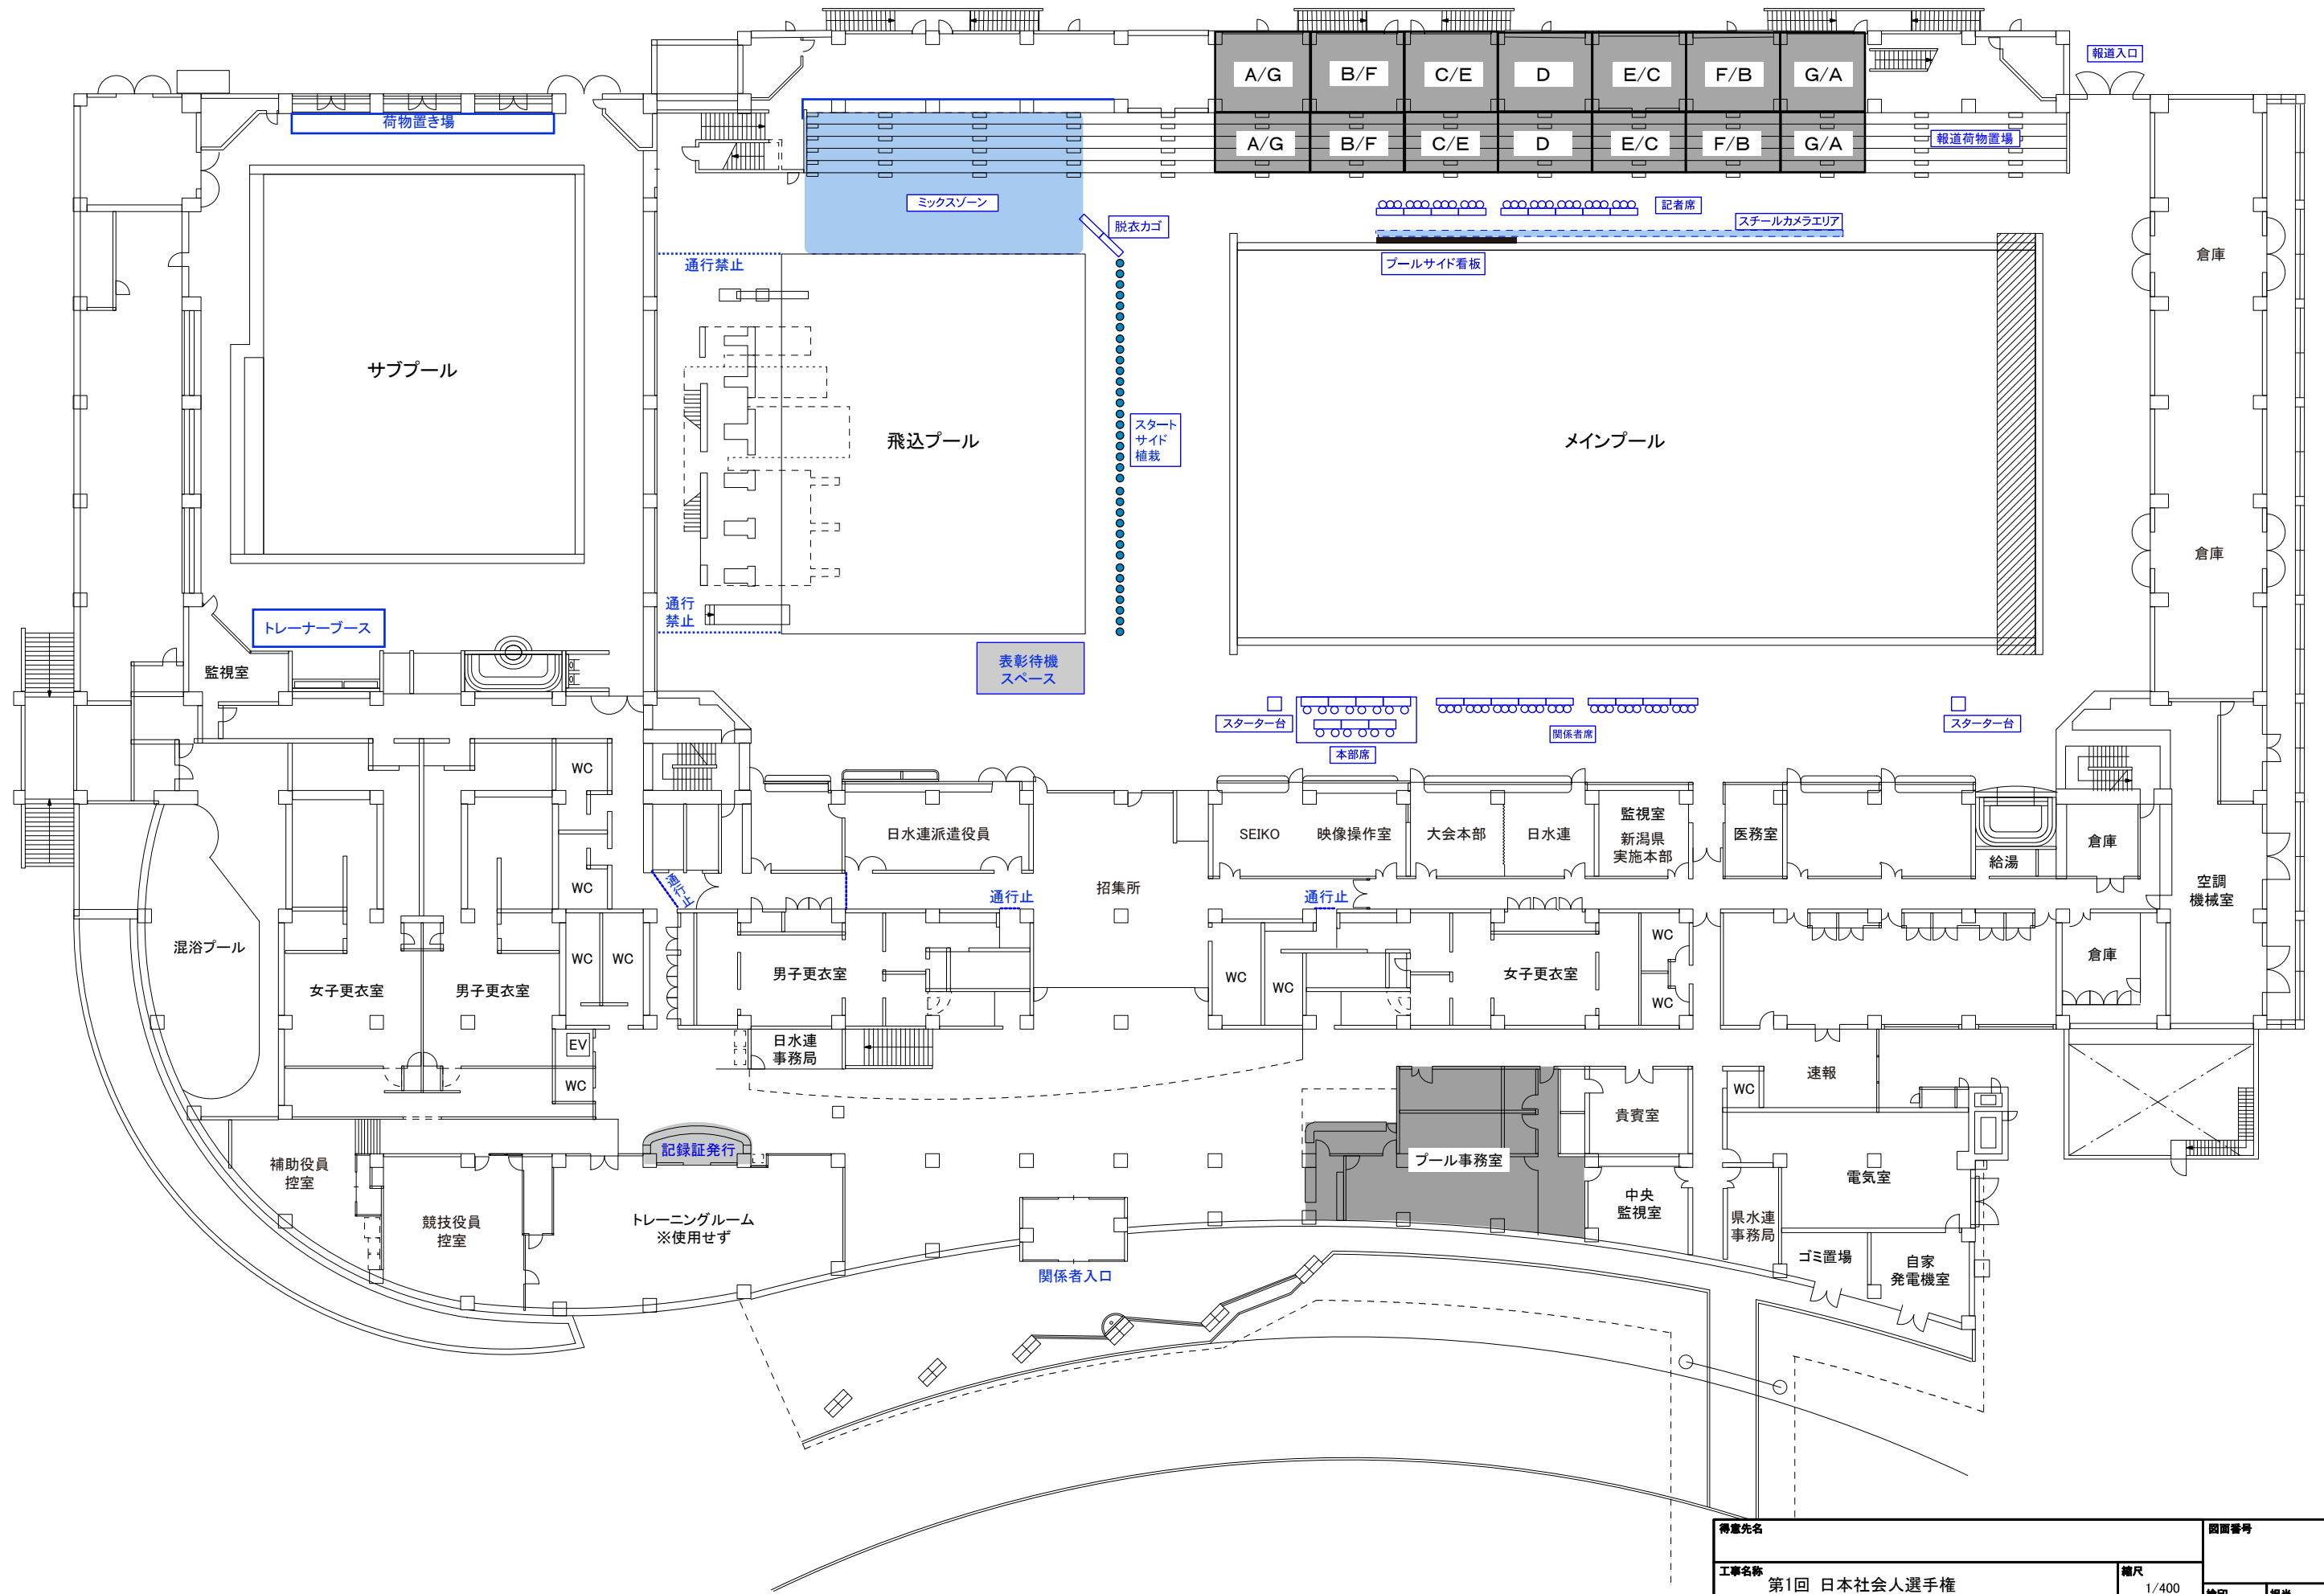 報道入口
A/G
B/F
C/E
D
E/C
F/B
G/A
荷物置き場
A/G
B/F
C/E
D
E/C
F/B
G/A
報道荷物置場
ミックスゾーン
記者席
スチールカメラエリア
脱衣カゴ
プールサイド看板
通行禁止
倉庫
サブプール
飛込プール
スタート
サイド
植栽
メインプール
倉庫
通行
禁止
トレーナーブース
監視室
表彰待機
スペース
スターター台
本部席
関係者席
スターター台
WC
日水連派遣役員
SEIKO
映像操作室
大会本部
日水連
監視室
新潟県
実施本部
医務室
給湯
倉庫
WC
通行止
通行止
招集所
通行止
空調
機械室
混浴プール
女子更衣室
男子更衣室
WC
WC
男子更衣室
WC
WC
女子更衣室
WC
WC
倉庫
EV
WC
日水連
事務局
速報
WC
貴賓室
記録証発行
プール事務室
補助役員
控室
競技役員
控室
トレーニングルーム
※使用せず
中央
監視室
県水連
事務局
電気室
ゴミ置場
自家
発電機室
関係者入口
得意先名
図面番号
工事名称
第1回 日本社会人選手権
縮尺
1/400